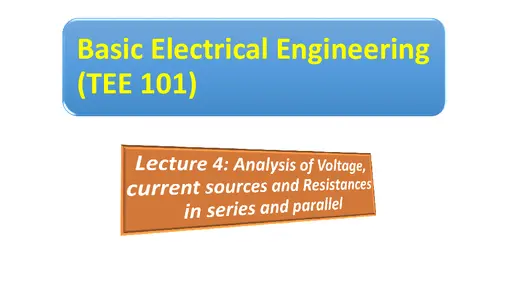 Basic Electrical Engineering
(TEE 101)
Lecture 4: Analysis of Voltage,
current sources and Resistances
in series and parallel